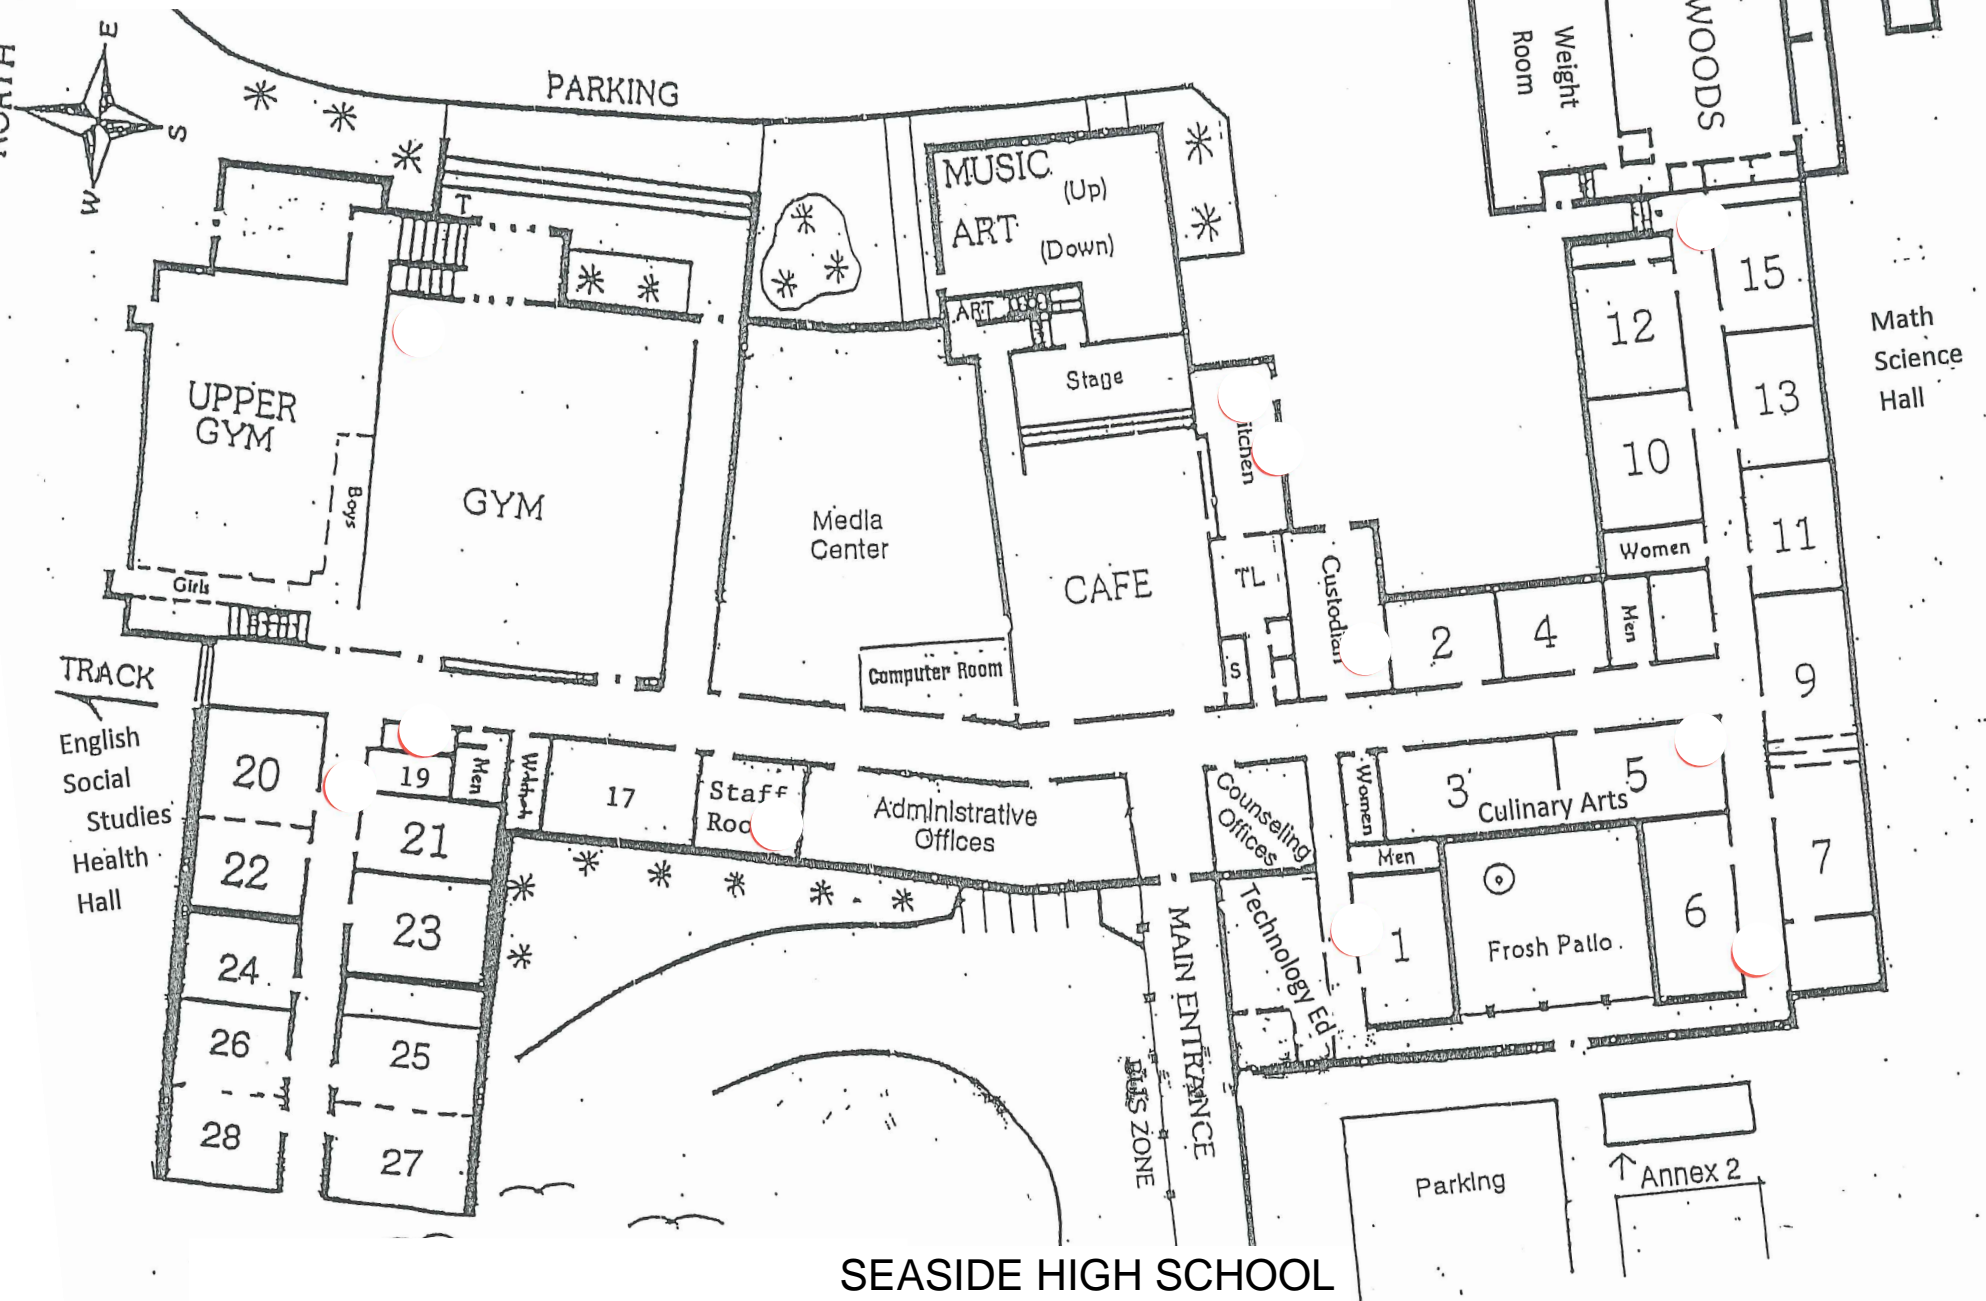 NORTH
E
S
W
PARKING
T
MUSIC
(Up)
ART
(Down)
ART
Stage
Weight
Room
WOODS
15
12
13
10
11
Women
Men
Math
Science
Hall
UPPER
GYM
Boys
GYM
Girls
Media
Center
Computer Room
CAFE
itchen
TL
S
Custodian
2
4
9
TRACK
English
Social
Studies
Health
Hall
20
19
Men
17
Staff
Roo
Administrative
Offices
Counseling
Offices
Women
3
5
Culinary Arts
Men
7
22
21
24
23
26
25
28
27
Technology Ed
1
Frosh Patio
6
MAIN ENTRANCE
BUS ZONE
Parking
Annex 2
SEASIDE HIGH SCHOOL